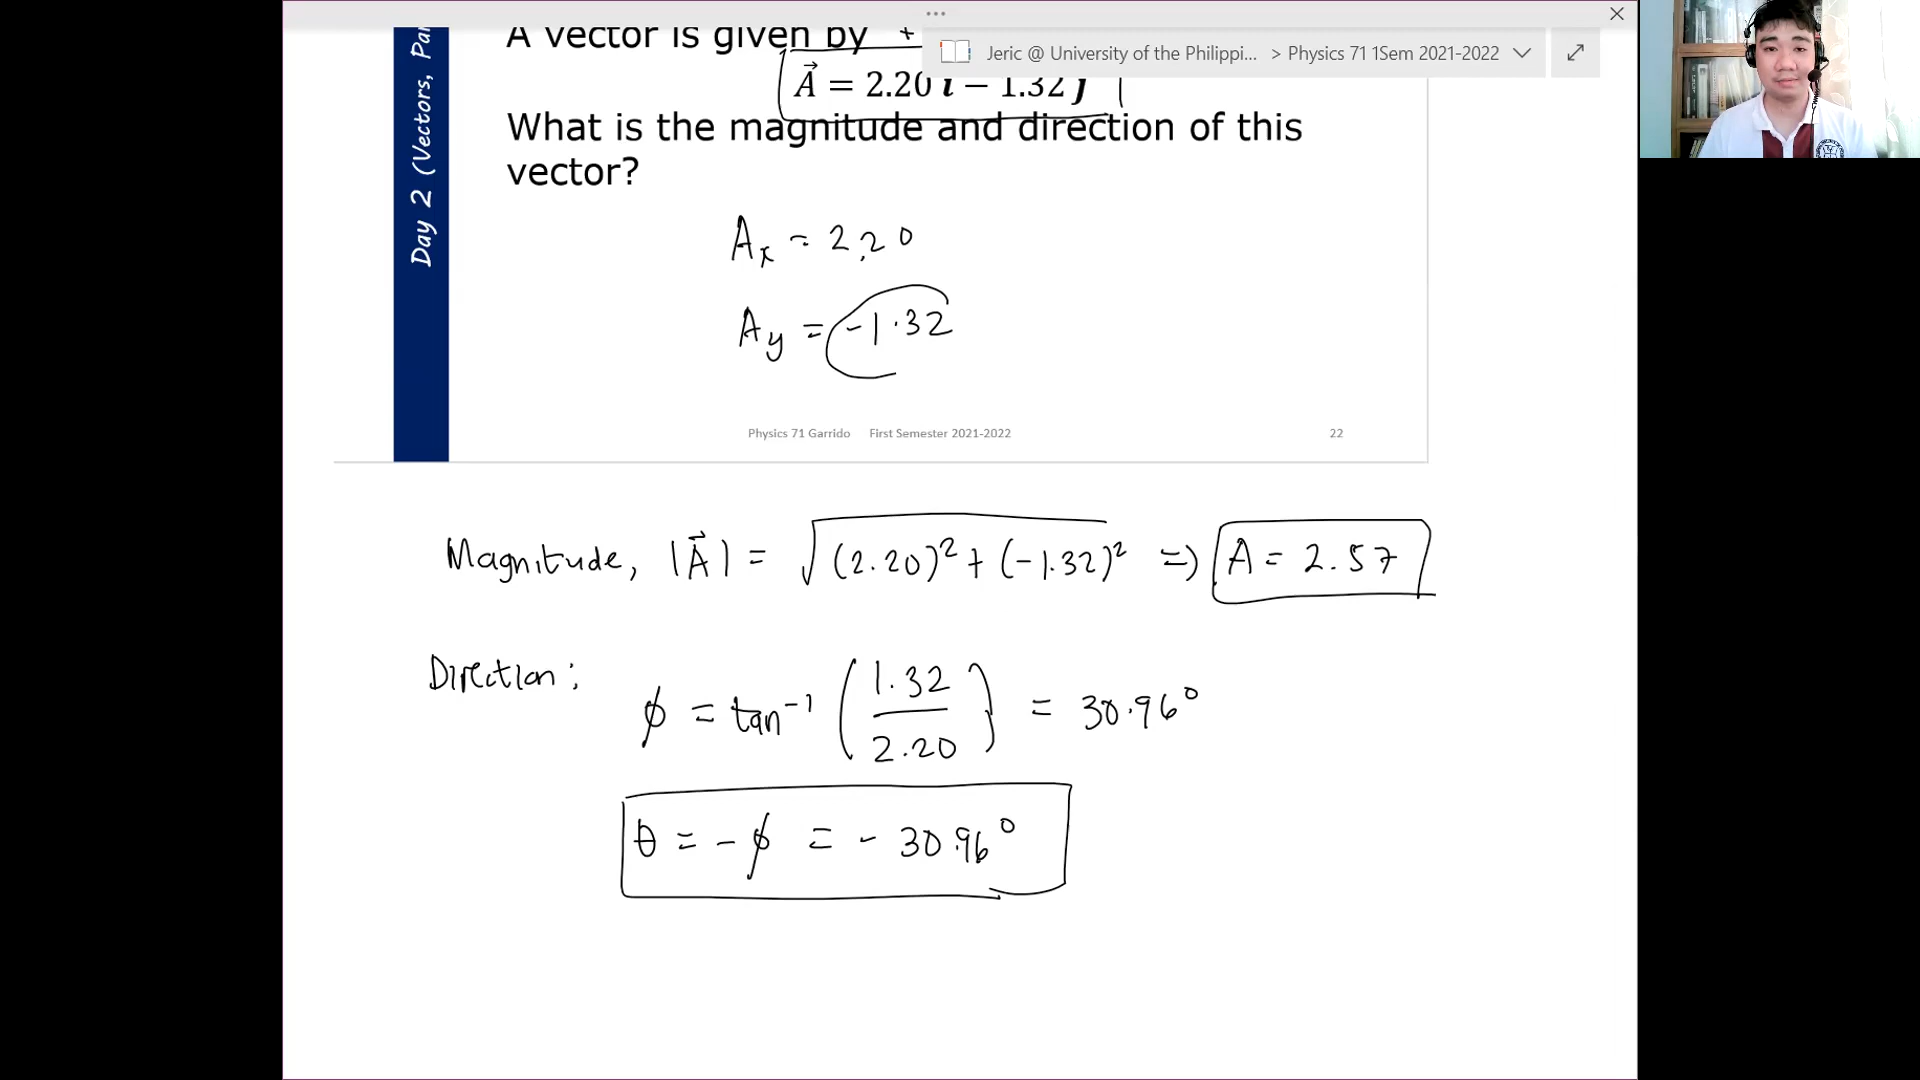 A vector is given by +
Jeric @ University of the Philippi... > Physics 71 1Sem 2021-2022
A⃗ = 2.20 î − 1.32 ĵ
What is the magnitude and direction of this
vector?
Day 2 (Vectors, Pa
Aₓ = 2.20
A_y = -1.32
Physics 71 Garrido First Semester 2021-2022 22
Magnitude, |A⃗| = √((2.20)² + (-1.32)²) => A = 2.57
Direction:
φ = tan⁻¹ (1.32/2.20) = 30.96°
θ = -φ = -30.96°